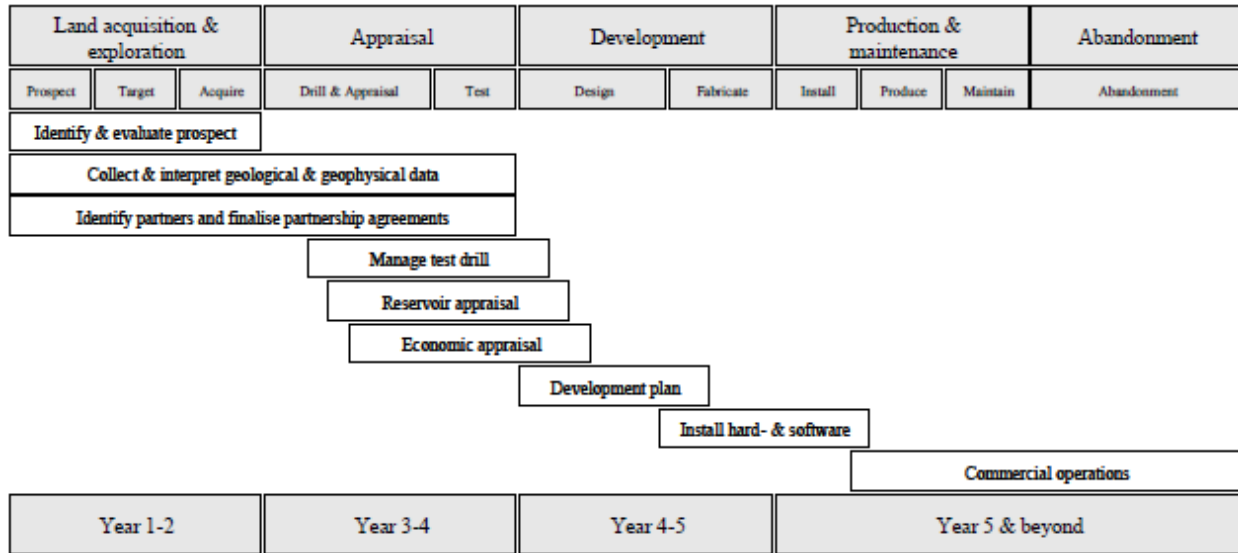 Land acquisition &
exploration
Appraisal
Development
Production &
maintenance
Abandonment
Prospect
Target
Acquire
Drill & Appraisal
Test
Design
Fabricate
Install
Produce
Maintain
Abandonment
Identify & evaluate prospect
Collect & interpret geological & geophysical data
Identify partners and finalise partnership agreements
Manage test drill
Reservoir appraisal
Economic appraisal
Development plan
Install hard- & software
Commercial operations
Year 1-2
Year 3-4
Year 4-5
Year 5 & beyond